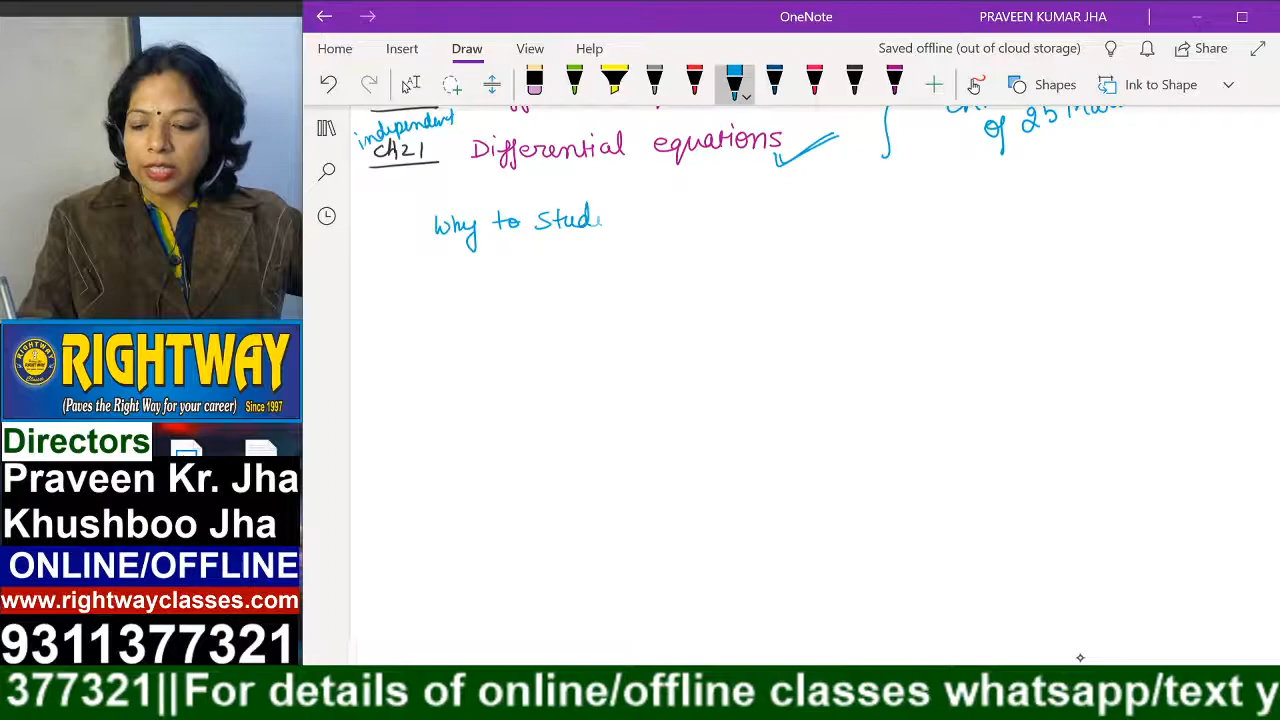 OneNote
PRAVEEN KUMAR JHA
Home Insert Draw View Help
Saved offline (out of cloud storage)
Share
Shapes
Ink to Shape
independent
Ch 21 Differential equations
of 25
Why to Stud
RIGHTWAY
RIGHTWAY
(Paves the Right Way for your career) Since 1997
Directors
Praveen Kr. Jha
Khushboo Jha
ONLINE/OFFLINE
www.rightwayclasses.com
9311377321
377321||For details of online/offline classes whatsapp/text y